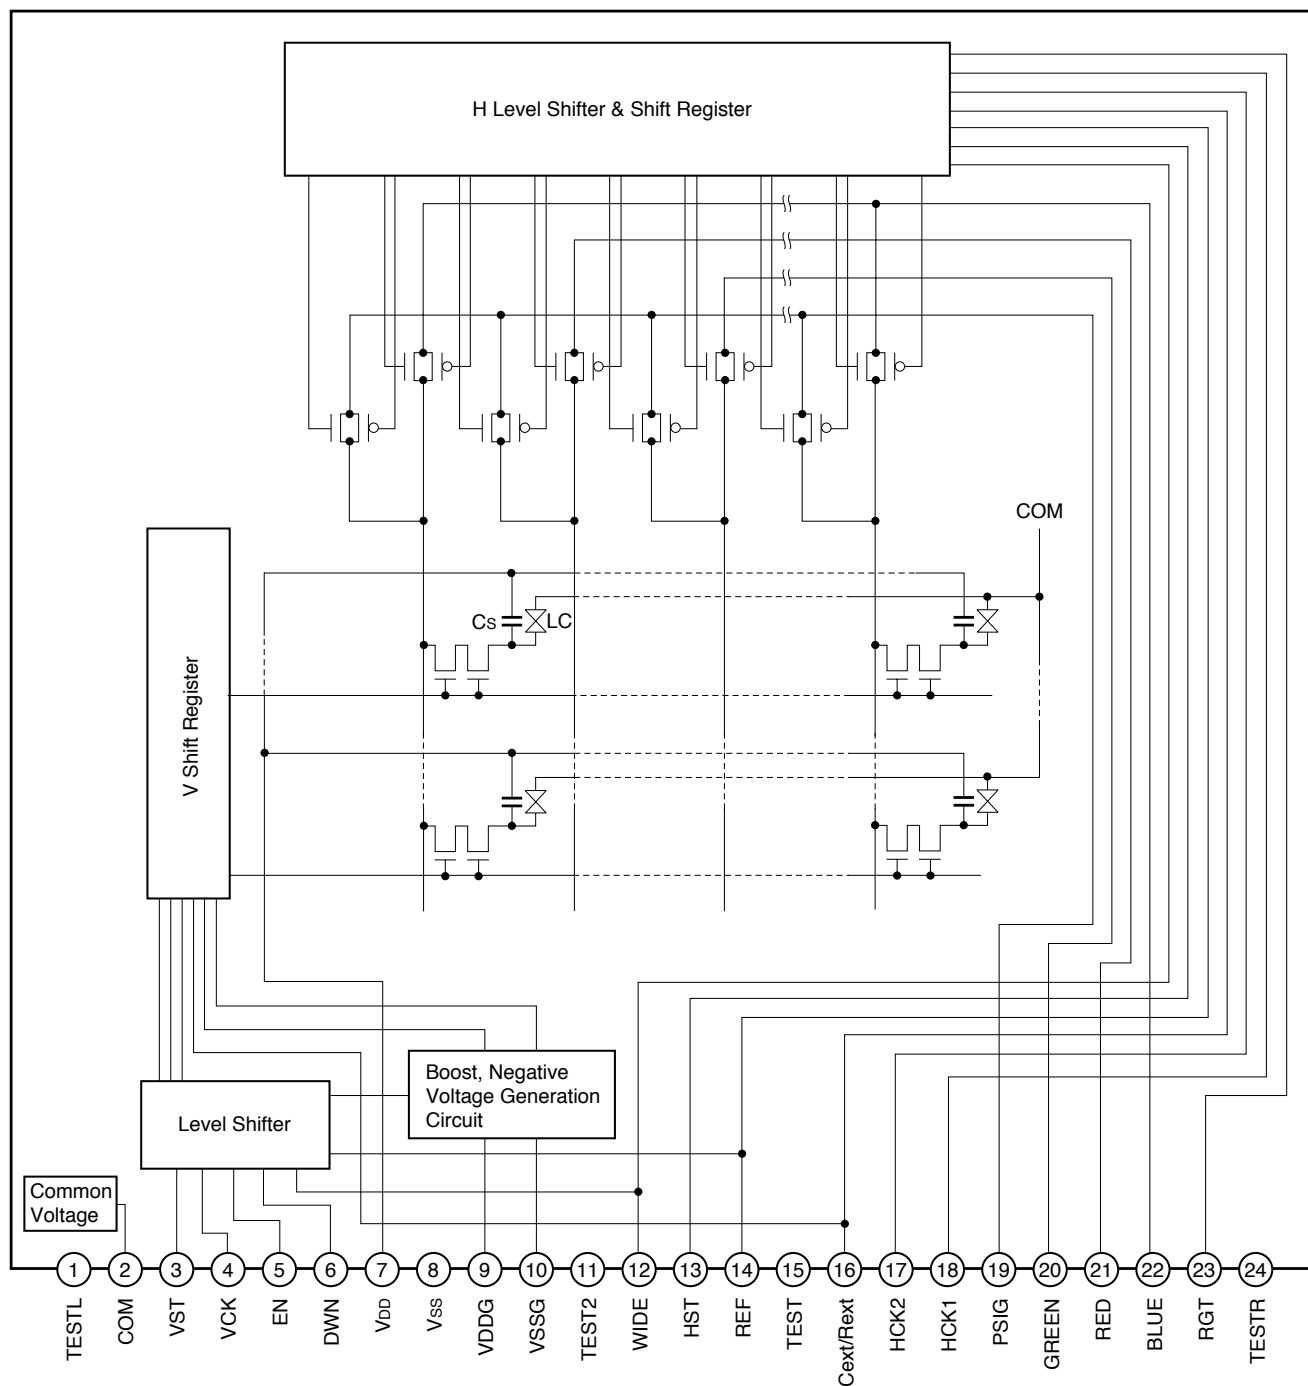 H Level Shifter & Shift Register
COM
Cs
LC
V Shift Register
Boost, Negative
Voltage Generation
Circuit
Level Shifter
Common
Voltage
1
2
3
4
5
6
7
8
9
10
11
12
13
14
15
16
17
18
19
20
21
22
23
24
TESTL
COM
VST
VCK
EN
DWN
VDD
VSS
VDDG
VSSG
TEST2
WIDE
HST
REF
TEST
Cext/Rext
HCK2
HCK1
PSIG
GREEN
RED
BLUE
RGT
TESTR